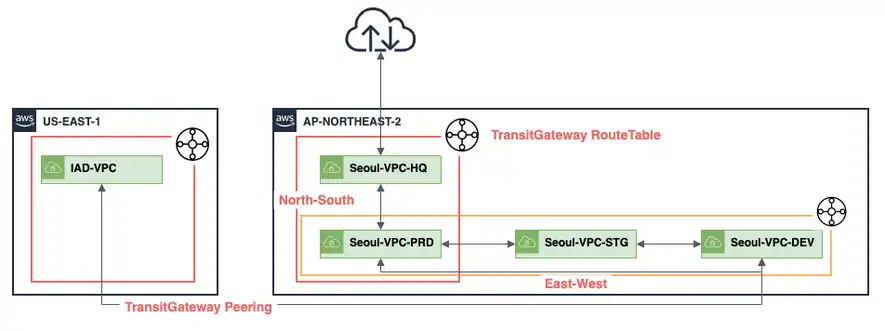 aws
US-EAST-1
aws
AP-NORTHEAST-2
TransitGateway RouteTable
IAD-VPC
Seoul-VPC-HQ
North-South
Seoul-VPC-PRD
Seoul-VPC-STG
Seoul-VPC-DEV
East-West
TransitGateway Peering